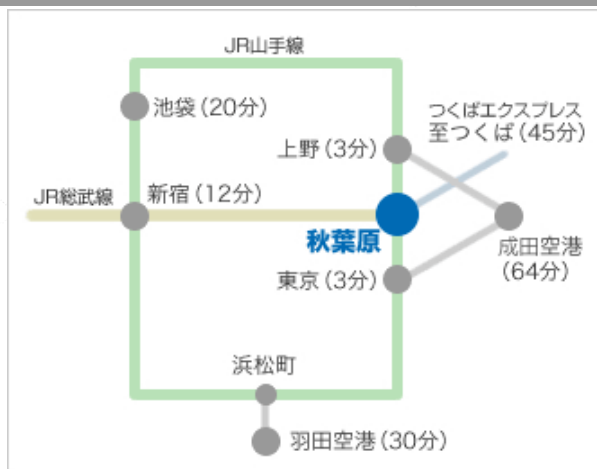 JR山手線
池袋(20分)
つくばエクスプレス
至つくば(45分)
上野(3分)
JR総武線
新宿(12分)
秋葉原
成田空港
(64分)
東京(3分)
浜松町
羽田空港(30分)